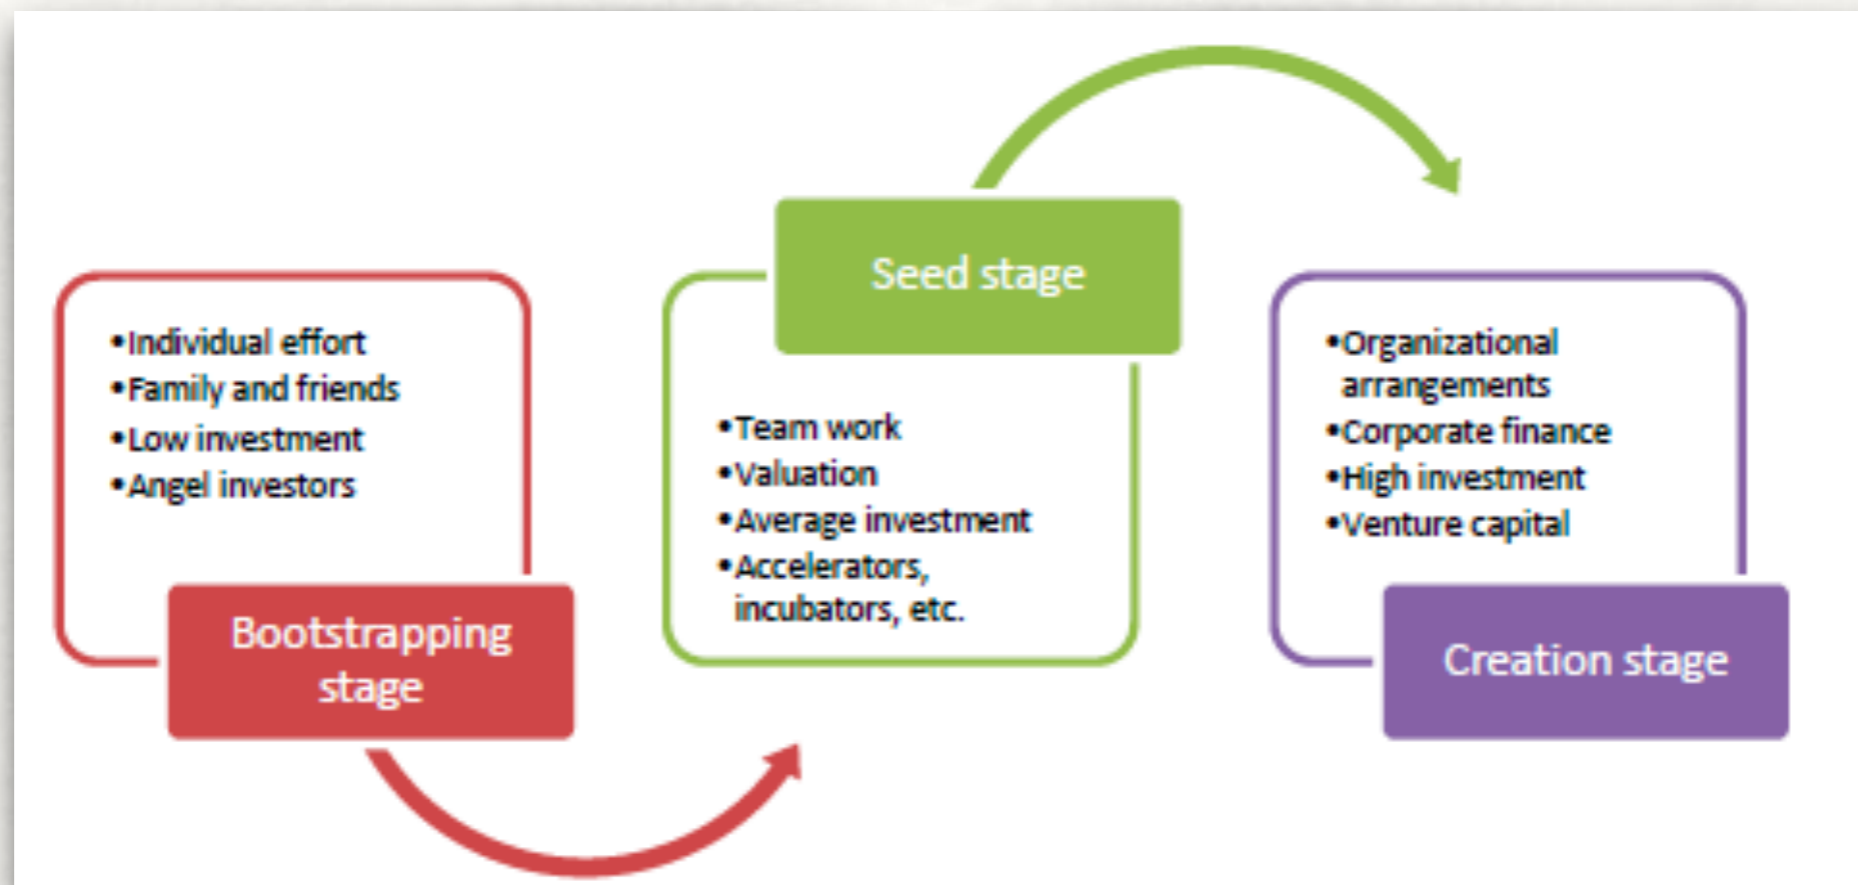 •Individual effort
•Family and friends
•Low investment
•Angel investors
Bootstrapping
stage
Seed stage
•Team work
•Valuation
•Average investment
•Accelerators,
incubators, etc.
•Organizational
arrangements
•Corporate finance
•High investment
•Venture capital
Creation stage